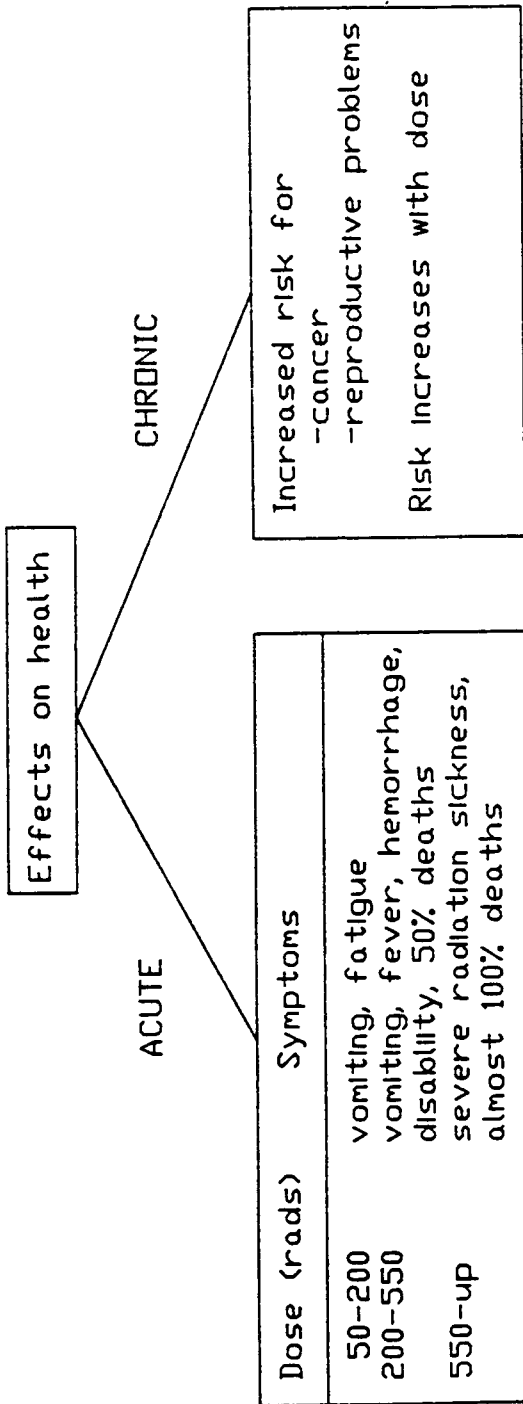 Effects on health
ACUTE
CHRONIC
Dose (rads) Symptoms
50-200 vomiting, fatigue
200-550 vomiting, fever, hemorrhage,
disability, 50% deaths
550-up severe radiation sickness,
almost 100% deaths
Increased risk for
-cancer
-reproductive problems
Risk increases with dose